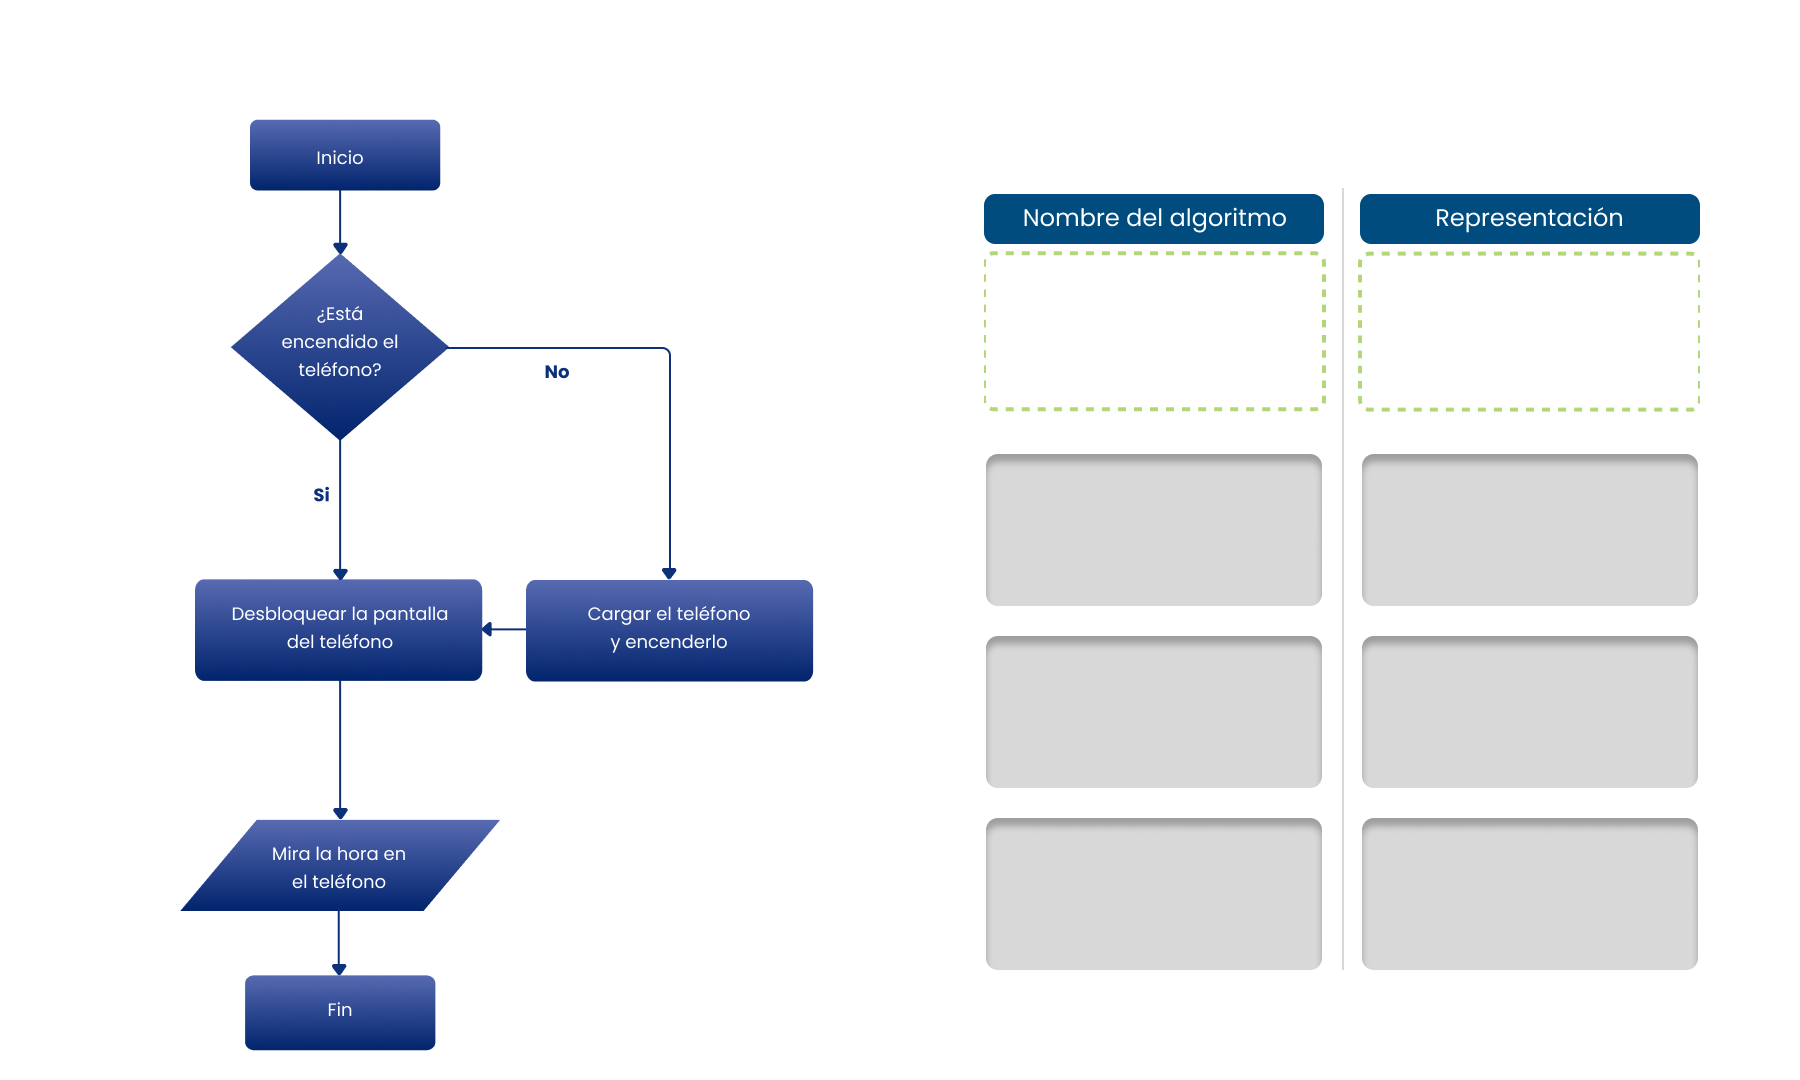 Inicio
¿Está
encendido el
teléfono?
No
Si
Desbloquear la pantalla
del teléfono
Cargar el teléfono
y encenderlo
Mira la hora en
el teléfono
Fin
Nombre del algoritmo
Representación